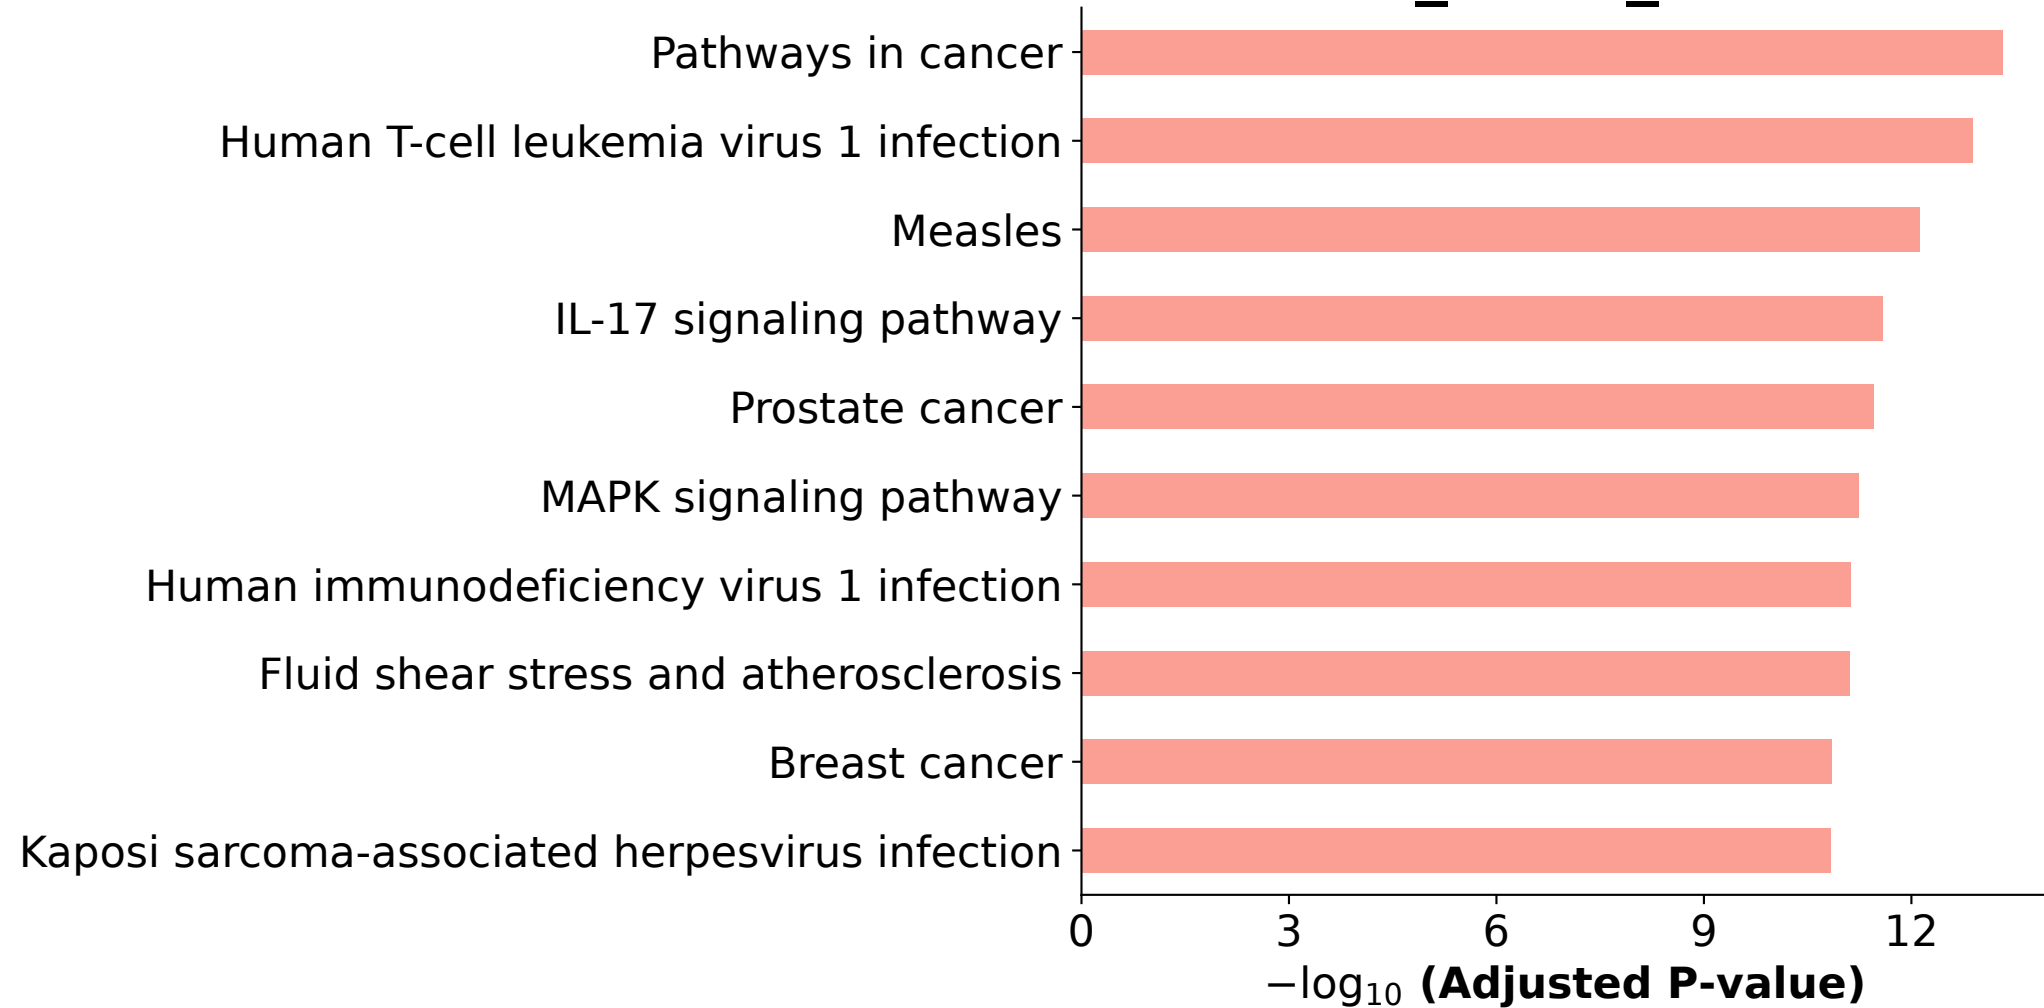 Pathways in cancer
Human T-cell leukemia virus 1 infection
Measles
IL-17 signaling pathway
Prostate cancer
MAPK signaling pathway
Human immunodeficiency virus 1 infection
Fluid shear stress and atherosclerosis
Breast cancer
Kaposi sarcoma-associated herpesvirus infection
0 3 6 9 12
−log₁₀ (Adjusted P-value)